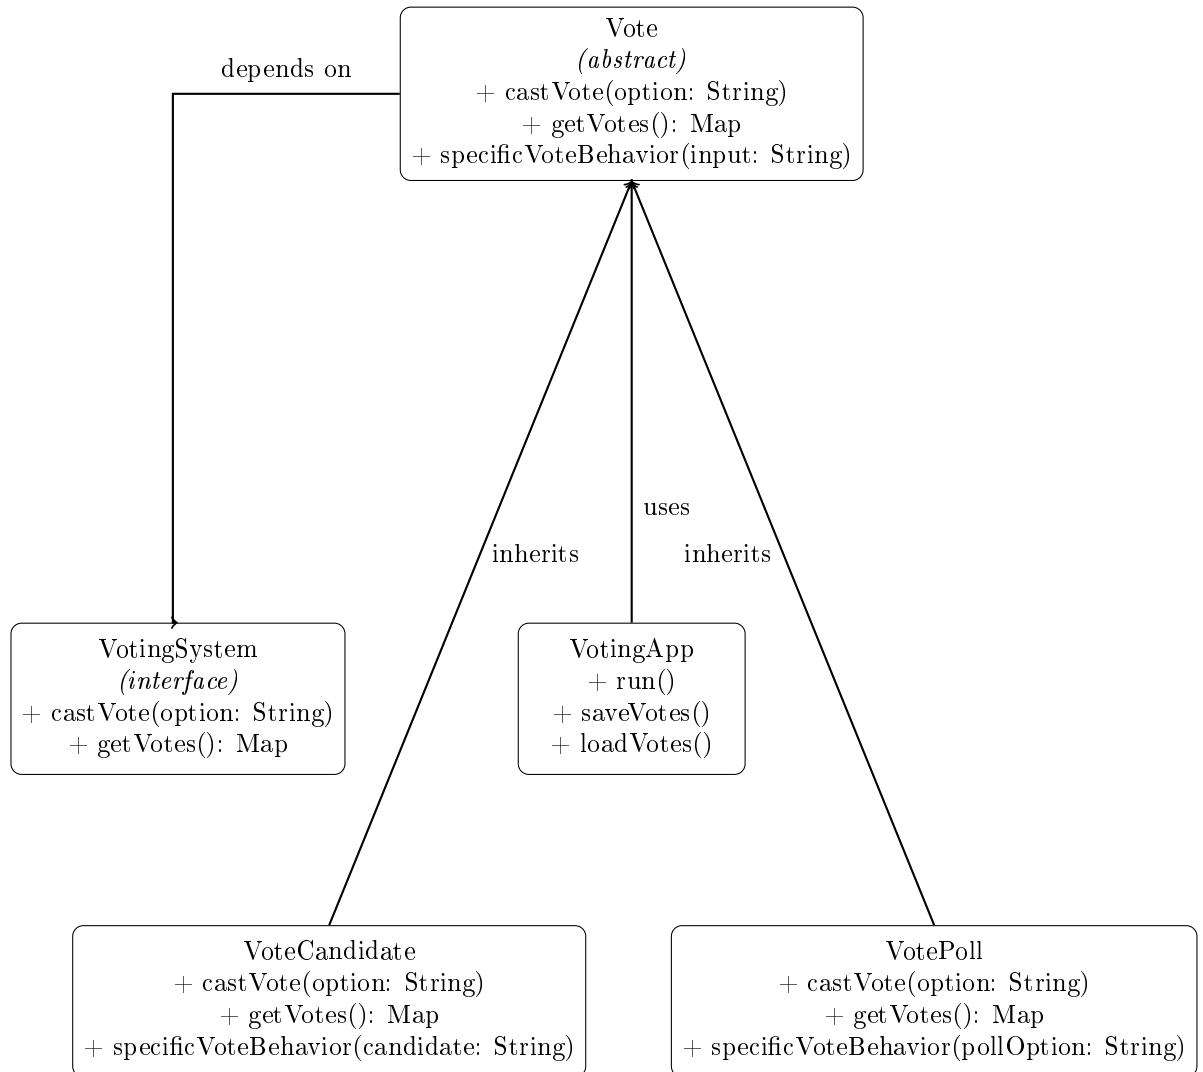 Vote
(abstract)
+ castVote(option: String)
+ getVotes(): Map
+ specificVoteBehavior(input: String)
depends on
uses
inherits
inherits
VotingSystem
(interface)
+ castVote(option: String)
+ getVotes(): Map
VotingApp
+ run()
+ saveVotes()
+ loadVotes()
VoteCandidate
+ castVote(option: String)
+ getVotes(): Map
+ specificVoteBehavior(candidate: String)
VotePoll
+ castVote(option: String)
+ getVotes(): Map
+ specificVoteBehavior(pollOption: String)